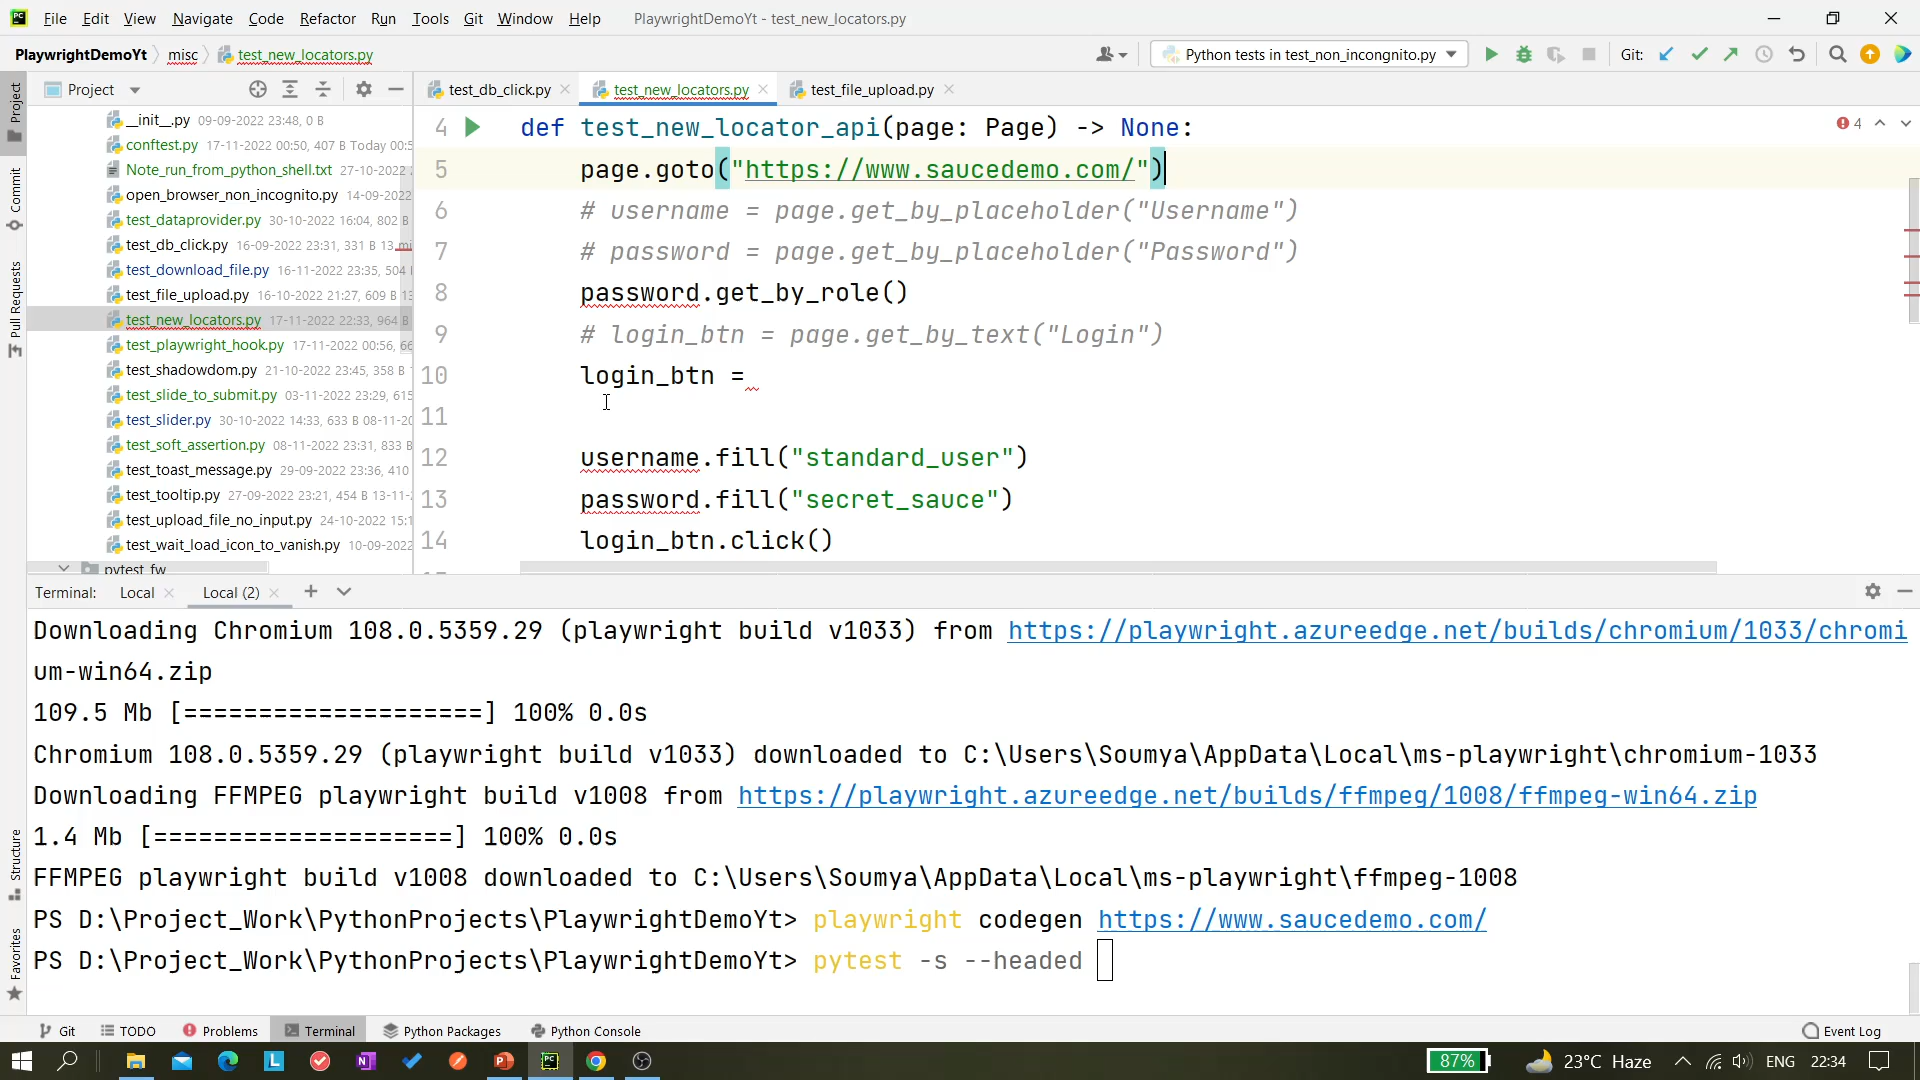 File Edit View Navigate Code Refactor Run Tools Git Window Help PlaywrightDemoYt - test_new_locators.py
PlaywrightDemoYt misc test_new_locators.py Python tests in test_non_incongnito.py Git:
Project
test_db_click.py test_new_locators.py test_file_upload.py
__init__.py 09-09-2022 23:48, 0 B
conftest.py 17-11-2022 00:50, 407 B Today 00:5
Note_run_from_python_shell.txt 27-10-2022
open_browser_non_incognito.py 14-09-2022
test_dataprovider.py 30-10-2022 16:04, 802 B
test_db_click.py 16-09-2022 23:31, 331 B 13 mi
test_download_file.py 16-11-2022 23:35, 504
test_file_upload.py 16-10-2022 21:27, 609 B 13
test_new_locators.py 17-11-2022 22:33, 964 B
test_playwright_hook.py 17-11-2022 00:56, 66
test_shadowdom.py 21-10-2022 23:45, 358 B
test_slide_to_submit.py 03-11-2022 23:29, 615
test_slider.py 30-10-2022 14:33, 633 B 08-11-20
test_soft_assertion.py 08-11-2022 23:31, 833 B
test_toast_message.py 29-09-2022 23:36, 410
test_tooltip.py 27-09-2022 23:21, 454 B 13-11-
test_upload_file_no_input.py 24-10-2022 15:1
test_wait_load_icon_to_vanish.py 10-09-2022
pytest_fw
Project
Commit
Pull Requests
Structure
Favorites
4 def test_new_locator_api(page: Page) -> None:
4
5 page.goto("https://www.saucedemo.com/")
6 # username = page.get_by_placeholder("Username")
7 # password = page.get_by_placeholder("Password")
8 password.get_by_role()
9 # login_btn = page.get_by_text("Login")
10 login_btn =
11
12 username.fill("standard_user")
13 password.fill("secret_sauce")
14 login_btn.click()
Terminal: Local Local (2)
Downloading Chromium 108.0.5359.29 (playwright build v1033) from https://playwright.azureedge.net/builds/chromium/1033/chromi
um-win64.zip
109.5 Mb [====================] 100% 0.0s
Chromium 108.0.5359.29 (playwright build v1033) downloaded to C:\Users\Soumya\AppData\Local\ms-playwright\chromium-1033
Downloading FFMPEG playwright build v1008 from https://playwright.azureedge.net/builds/ffmpeg/1008/ffmpeg-win64.zip
1.4 Mb [====================] 100% 0.0s
FFMPEG playwright build v1008 downloaded to C:\Users\Soumya\AppData\Local\ms-playwright\ffmpeg-1008
PS D:\Project_Work\PythonProjects\PlaywrightDemoYt> playwright codegen https://www.saucedemo.com/
PS D:\Project_Work\PythonProjects\PlaywrightDemoYt> pytest -s --headed
Git TODO Problems Terminal Python Packages Python Console Event Log
87% 23°C Haze ENG 22:34